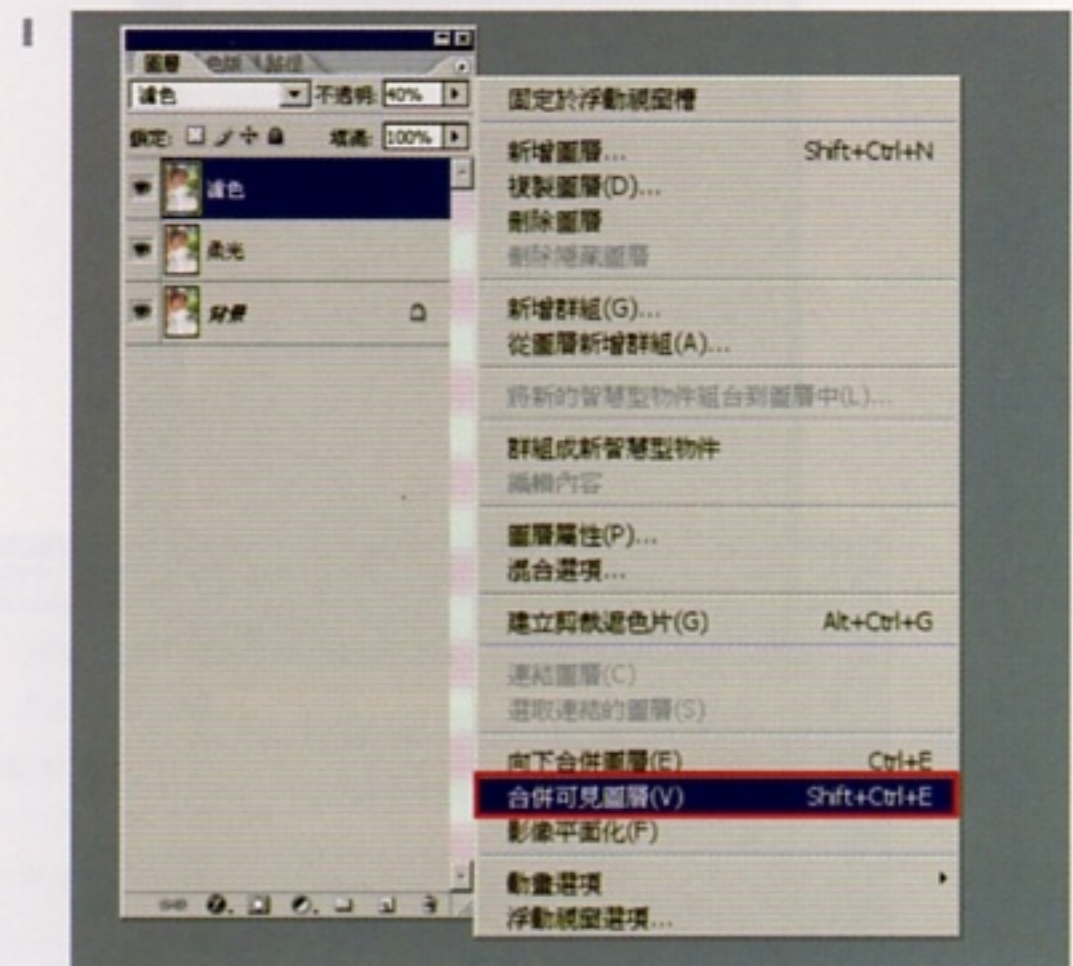 圖層 色版 路徑
濾色 不透明: 40%
鎖定: 填滿: 100%
濾色
柔光
背景
固定於浮動視窗槽
新增圖層... Shift+Ctrl+N
複製圖層(D)...
刪除圖層
刪除隱藏圖層
新增群組(G)...
從圖層新增群組(A)...
將新的智慧型物件組合到圖層中(L)...
群組成新智慧型物件
編輯內容
圖層屬性(P)...
混合選項...
建立剪裁遮色片(G) Alt+Ctrl+G
連結圖層(C)
選取連結的圖層(S)
向下合併圖層(E) Ctrl+E
合併可見圖層(V) Shift+Ctrl+E
影像平面化(F)
動畫選項
浮動視窗選項...